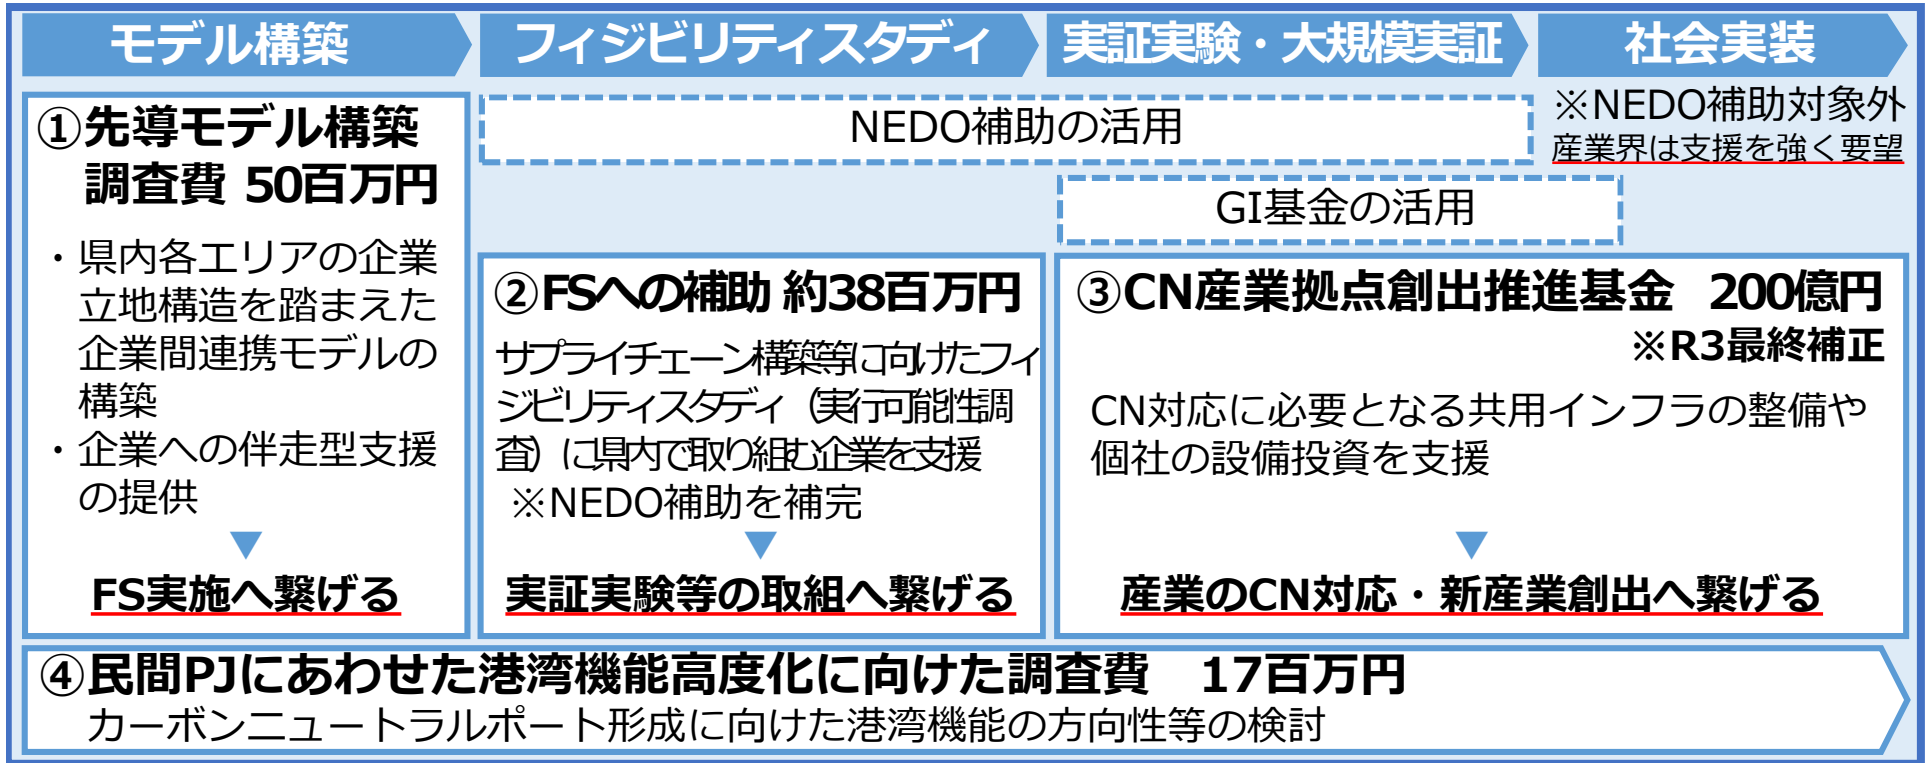 モデル構築
フィジビリティスタディ
実証実験・大規模実証
社会実装
①先導モデル構築
調査費 50百万円
・県内各エリアの企業
立地構造を踏まえた
企業間連携モデルの
構築
・企業への伴走型支援
の提供
FS実施へ繋げる
NEDO補助の活用
※NEDO補助対象外
産業界は支援を強く要望
GI基金の活用
②FSへの補助 約38百万円
サプライチェーン構築等に向けたフィ
ジビリティスタディ（実行可能性調
査）に県内で取り組む企業を支援
※NEDO補助を補完
実証実験等の取組へ繋げる
③CN産業拠点創出推進基金 200億円
※R3最終補正
CN対応に必要となる共用インフラの整備や
個社の設備投資を支援
産業のCN対応・新産業創出へ繋げる
④民間PJにあわせた港湾機能高度化に向けた調査費 17百万円
カーボンニュートラルポート形成に向けた港湾機能の方向性等の検討